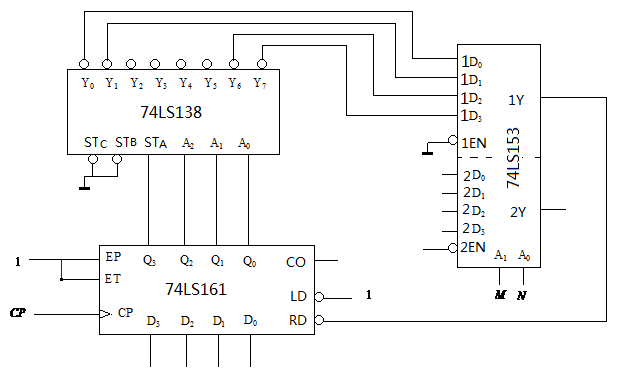 Y₀ Y₁ Y₂ Y₃ Y₄ Y₅ Y₆ Y₇
74LS138
STC STB STA A₂ A₁ A₀
1D₀
1D₁
1D₂
1D₃
1Y
1EN
74LS153
2D₀
2D₁
2D₂
2D₃
2Y
2EN
A₁ A₀
M N
1
EP Q₃ Q₂ Q₁ Q₀ CO
ET
74LS161
LD 1
CP CP
RD
D₃ D₂ D₁ D₀